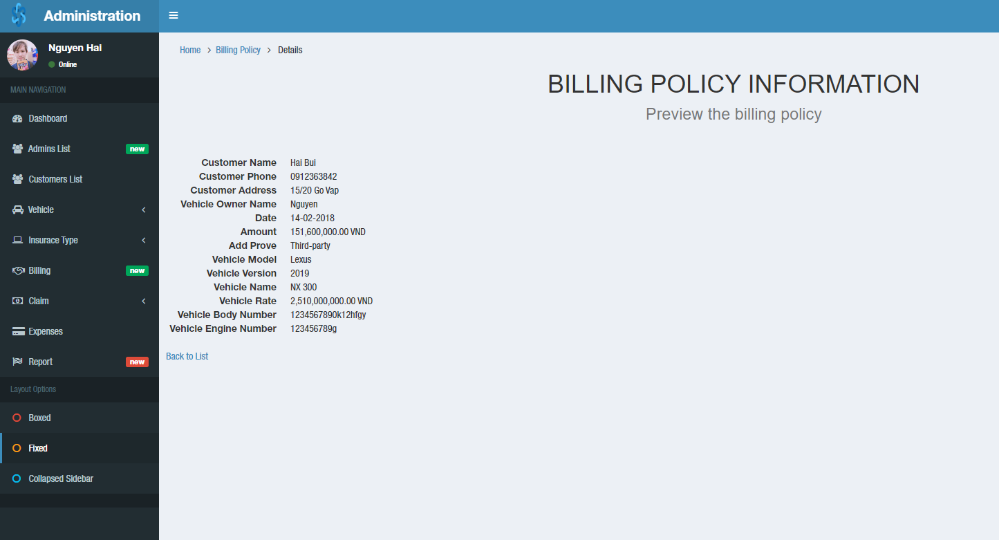 Administration
Nguyen Hai
Online
MAIN NAVIGATION
Dashboard
Admins List new
Customers List
Vehicle
Insurace Type
Billing new
Claim
Expenses
Report new
Layout Options
Boxed
Fixed
Collapsed Sidebar
Home > Billing Policy > Details
BILLING POLICY INFORMATION
Preview the billing policy
Customer Name Hai Bui
Customer Phone 0912363842
Customer Address 15/20 Go Vap
Vehicle Owner Name Nguyen
Date 14-02-2018
Amount 151,600,000.00 VND
Add Prove Third-party
Vehicle Model Lexus
Vehicle Version 2019
Vehicle Name NX 300
Vehicle Rate 2,510,000,000.00 VND
Vehicle Body Number 1234567890k12hfgy
Vehicle Engine Number 123456789g
Back to List